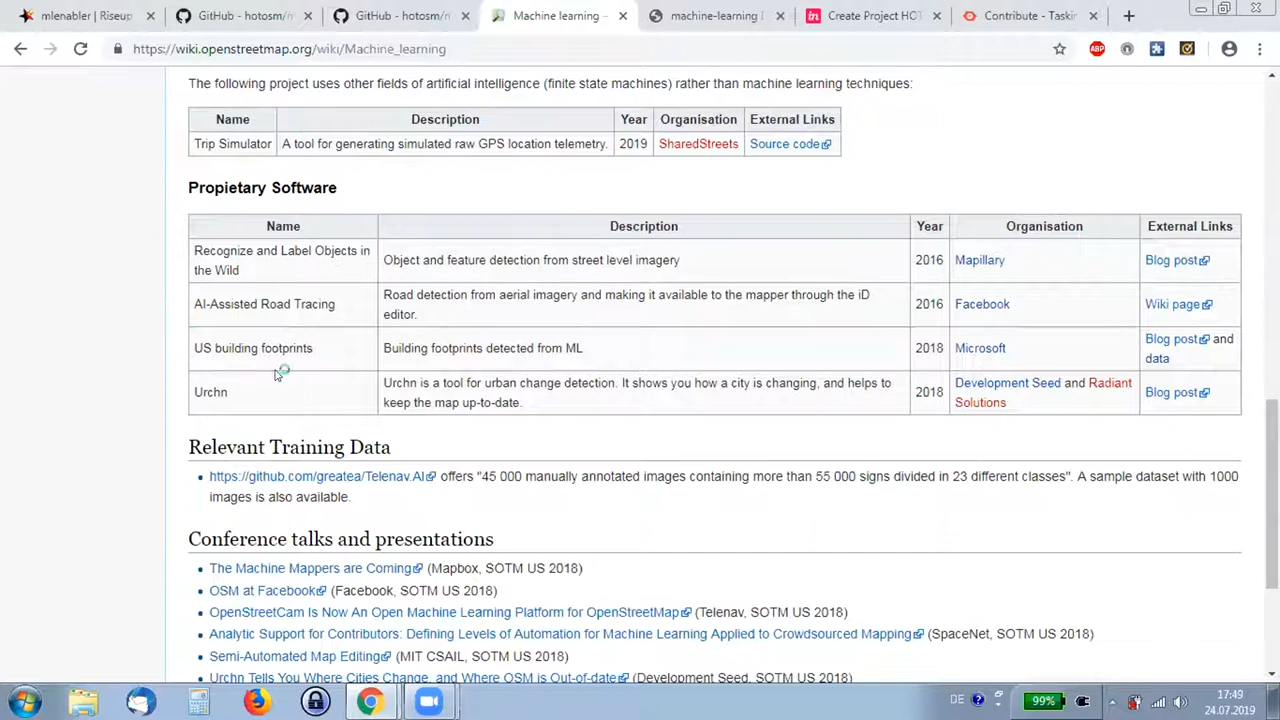 mlenabler | Riseup
GitHub - hotosm/m
GitHub - hotosm/m
Machine learning –
machine-learning
Create Project HOT
Contribute - Taskin
https://wiki.openstreetmap.org/wiki/Machine_learning
ABP
The following project uses other fields of artificial intelligence (finite state machines) rather than machine learning techniques:
Name Description Year Organisation External Links
Trip Simulator A tool for generating simulated raw GPS location telemetry. 2019 SharedStreets Source code
Propietary Software
Name Description Year Organisation External Links
Recognize and Label Objects in
the Wild
Object and feature detection from street level imagery 2016 Mapillary Blog post
AI-Assisted Road Tracing
Road detection from aerial imagery and making it available to the mapper through the iD
editor.
2016 Facebook Wiki page
US building footprints Building footprints detected from ML 2018 Microsoft
Blog post and
data
Urchn
Urchn is a tool for urban change detection. It shows you how a city is changing, and helps to
keep the map up-to-date.
2018
Development Seed and Radiant
Solutions
Blog post
Relevant Training Data
https://github.com/greatea/Telenav.AI offers "45 000 manually annotated images containing more than 55 000 signs divided in 23 different classes". A sample dataset with 1000
images is also available.
Conference talks and presentations
The Machine Mappers are Coming (Mapbox, SOTM US 2018)
OSM at Facebook (Facebook, SOTM US 2018)
OpenStreetCam Is Now An Open Machine Learning Platform for OpenStreetMap (Telenav, SOTM US 2018)
Analytic Support for Contributors: Defining Levels of Automation for Machine Learning Applied to Crowdsourced Mapping (SpaceNet, SOTM US 2018)
Semi-Automated Map Editing (MIT CSAIL, SOTM US 2018)
Urchn Tells You Where Cities Change, and Where OSM is Out-of-date (Development Seed, SOTM US 2018)
DE
99%
17:49
24.07.2019